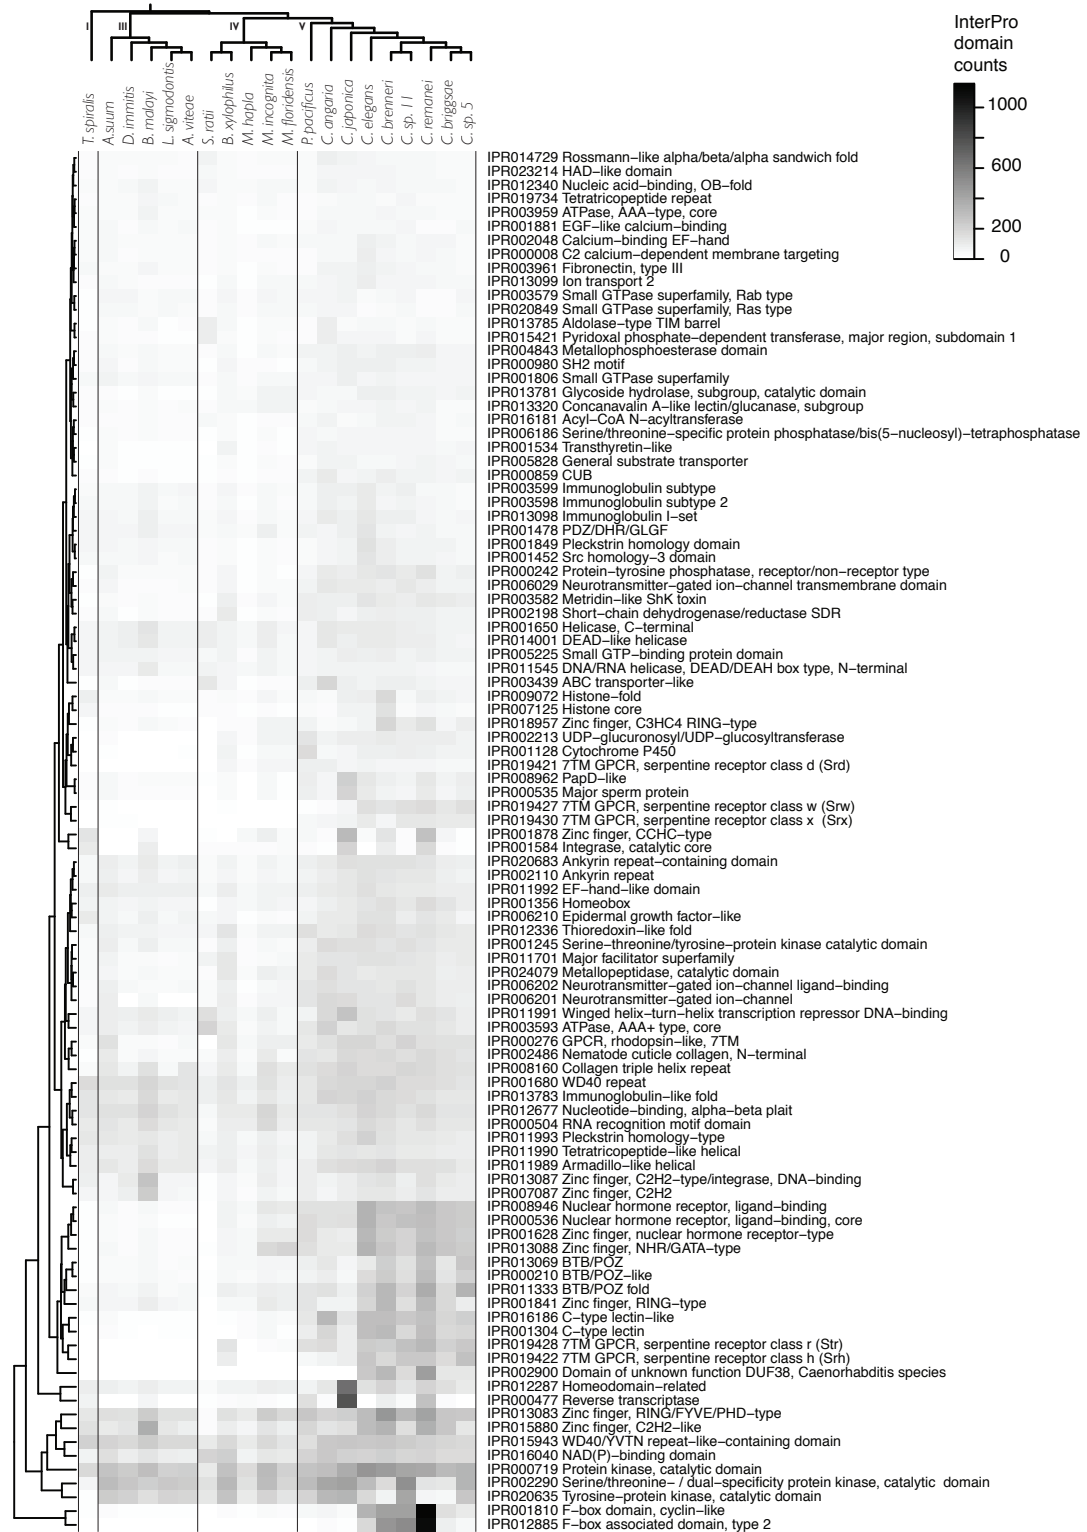 InterPro
domain
counts
1000
600
200
0
I
III
IV
V
T. spiralis
A.suum
D. immitis
B. malayi
L. sigmodontis
A. viteae
S. ratii
B. xylophilus
M. hapla
M. incognita
M. floridensis
P. pacificus
C. angaria
C. japonica
C. elegans
C. brenneri
C. sp. 11
C. remanei
C. briggsae
C. sp. 5
IPR014729 Rossmann−like alpha/beta/alpha sandwich fold
IPR023214 HAD−like domain
IPR012340 Nucleic acid−binding, OB−fold
IPR019734 Tetratricopeptide repeat
IPR003959 ATPase, AAA−type, core
IPR001881 EGF−like calcium−binding
IPR002048 Calcium−binding EF−hand
IPR000008 C2 calcium−dependent membrane targeting
IPR003961 Fibronectin, type III
IPR013099 Ion transport 2
IPR003579 Small GTPase superfamily, Rab type
IPR020849 Small GTPase superfamily, Ras type
IPR013785 Aldolase−type TIM barrel
IPR015421 Pyridoxal phosphate−dependent transferase, major region, subdomain 1
IPR004843 Metallophosphoesterase domain
IPR000980 SH2 motif
IPR001806 Small GTPase superfamily
IPR013781 Glycoside hydrolase, subgroup, catalytic domain
IPR013320 Concanavalin A−like lectin/glucanase, subgroup
IPR016181 Acyl−CoA N−acyltransferase
IPR006186 Serine/threonine−specific protein phosphatase/bis(5−nucleosyl)−tetraphosphatase
IPR001534 Transthyretin−like
IPR005828 General substrate transporter
IPR000859 CUB
IPR003599 Immunoglobulin subtype
IPR003598 Immunoglobulin subtype 2
IPR013098 Immunoglobulin I−set
IPR001478 PDZ/DHR/GLGF
IPR001849 Pleckstrin homology domain
IPR001452 Src homology−3 domain
IPR000242 Protein−tyrosine phosphatase, receptor/non−receptor type
IPR006029 Neurotransmitter−gated ion−channel transmembrane domain
IPR003582 Metridin−like ShK toxin
IPR002198 Short−chain dehydrogenase/reductase SDR
IPR001650 Helicase, C−terminal
IPR014001 DEAD−like helicase
IPR005225 Small GTP−binding protein domain
IPR011545 DNA/RNA helicase, DEAD/DEAH box type, N−terminal
IPR003439 ABC transporter−like
IPR009072 Histone−fold
IPR007125 Histone core
IPR018957 Zinc finger, C3HC4 RING−type
IPR002213 UDP−glucuronosyl/UDP−glucosyltransferase
IPR001128 Cytochrome P450
IPR019421 7TM GPCR, serpentine receptor class d (Srd)
IPR008962 PapD−like
IPR000535 Major sperm protein
IPR019427 7TM GPCR, serpentine receptor class w (Srw)
IPR019430 7TM GPCR, serpentine receptor class x  (Srx)
IPR001878 Zinc finger, CCHC−type
IPR001584 Integrase, catalytic core
IPR020683 Ankyrin repeat−containing domain
IPR002110 Ankyrin repeat
IPR011992 EF−hand−like domain
IPR001356 Homeobox
IPR006210 Epidermal growth factor−like
IPR012336 Thioredoxin−like fold
IPR001245 Serine−threonine/tyrosine−protein kinase catalytic domain
IPR011701 Major facilitator superfamily
IPR024079 Metallopeptidase, catalytic domain
IPR006202 Neurotransmitter−gated ion−channel ligand−binding
IPR006201 Neurotransmitter−gated ion−channel
IPR011991 Winged helix−turn−helix transcription repressor DNA−binding
IPR003593 ATPase, AAA+ type, core
IPR000276 GPCR, rhodopsin−like, 7TM
IPR002486 Nematode cuticle collagen, N−terminal
IPR008160 Collagen triple helix repeat
IPR001680 WD40 repeat
IPR013783 Immunoglobulin−like fold
IPR012677 Nucleotide−binding, alpha−beta plait
IPR000504 RNA recognition motif domain
IPR011993 Pleckstrin homology−type
IPR011990 Tetratricopeptide−like helical
IPR011989 Armadillo−like helical
IPR013087 Zinc finger, C2H2−type/integrase, DNA−binding
IPR007087 Zinc finger, C2H2
IPR008946 Nuclear hormone receptor, ligand−binding
IPR000536 Nuclear hormone receptor, ligand−binding, core
IPR001628 Zinc finger, nuclear hormone receptor−type
IPR013088 Zinc finger, NHR/GATA−type
IPR013069 BTB/POZ
IPR000210 BTB/POZ−like
IPR011333 BTB/POZ fold
IPR001841 Zinc finger, RING−type
IPR016186 C−type lectin−like
IPR001304 C−type lectin
IPR019428 7TM GPCR, serpentine receptor class r (Str)
IPR019422 7TM GPCR, serpentine receptor class h (Srh)
IPR002900 Domain of unknown function DUF38, Caenorhabditis species
IPR012287 Homeodomain−related
IPR000477 Reverse transcriptase
IPR013083 Zinc finger, RING/FYVE/PHD−type
IPR015880 Zinc finger, C2H2−like
IPR015943 WD40/YVTN repeat−like−containing domain
IPR016040 NAD(P)−binding domain
IPR000719 Protein kinase, catalytic domain
IPR002290 Serine/threonine− / dual−specificity protein kinase, catalytic  domain
IPR020635 Tyrosine−protein kinase, catalytic domain
IPR001810 F−box domain, cyclin−like
IPR012885 F−box associated domain, type 2